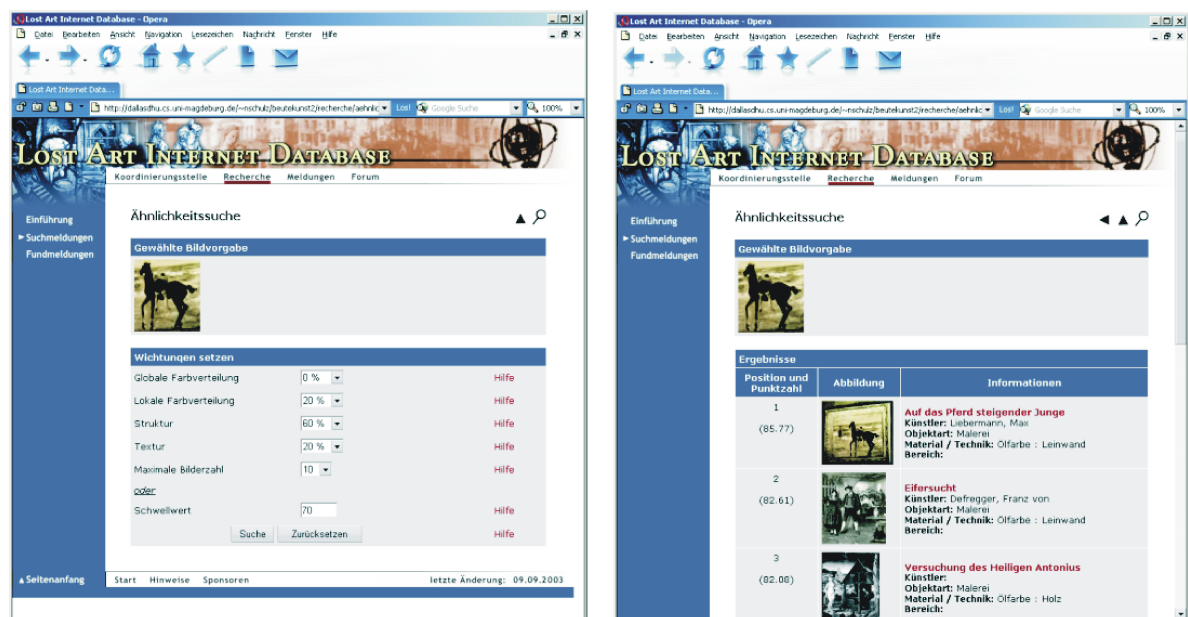 Lost Art Internet Database - Opera
Datei Bearbeiten Ansicht Navigation Lesezeichen Nachricht Fenster Hilfe
Lost Art Internet Data...
http://dallasdhu.cs.uni-magdeburg.de/~nschulz/beutekunst2/recherche/aehnlic Los! Google Suche 100%
LOST ART INTERNET DATABASE
Koordinierungsstelle Recherche Meldungen Forum
Einführung
Suchmeldungen
Fundmeldungen
Ähnlichkeitssuche
Gewählte Bildvorgabe
Wichtungen setzen
Globale Farbverteilung 0 % Hilfe
Lokale Farbverteilung 20 % Hilfe
Struktur 60 % Hilfe
Textur 20 % Hilfe
Maximale Bilderzahl 10 Hilfe
oder
Schwellwert 70 Hilfe
Suche Zurücksetzen Hilfe
Seitenanfang Start Hinweise Sponsoren letzte Änderung: 09.09.2003
Lost Art Internet Database - Opera
Datei Bearbeiten Ansicht Navigation Lesezeichen Nachricht Fenster Hilfe
Lost Art Internet Data...
http://dallasdhu.cs.uni-magdeburg.de/~nschulz/beutekunst2/recherche/aehnlic Los! Google Suche 100%
LOST ART INTERNET DATABASE
Koordinierungsstelle Recherche Meldungen Forum
Einführung
Suchmeldungen
Fundmeldungen
Ähnlichkeitssuche
Gewählte Bildvorgabe
Ergebnisse
Position und Punktzahl Abbildung Informationen
1
(85.77)
Auf das Pferd steigender Junge
Künstler: Liebermann, Max
Objektart: Malerei
Material / Technik: Ölfarbe : Leinwand
Bereich:
2
(82.61)
Eifersucht
Künstler: Defregger, Franz von
Objektart: Malerei
Material / Technik: Ölfarbe : Leinwand
Bereich:
3
(82.08)
Versuchung des Heiligen Antonius
Künstler:
Objektart: Malerei
Material / Technik: Ölfarbe : Holz
Bereich: